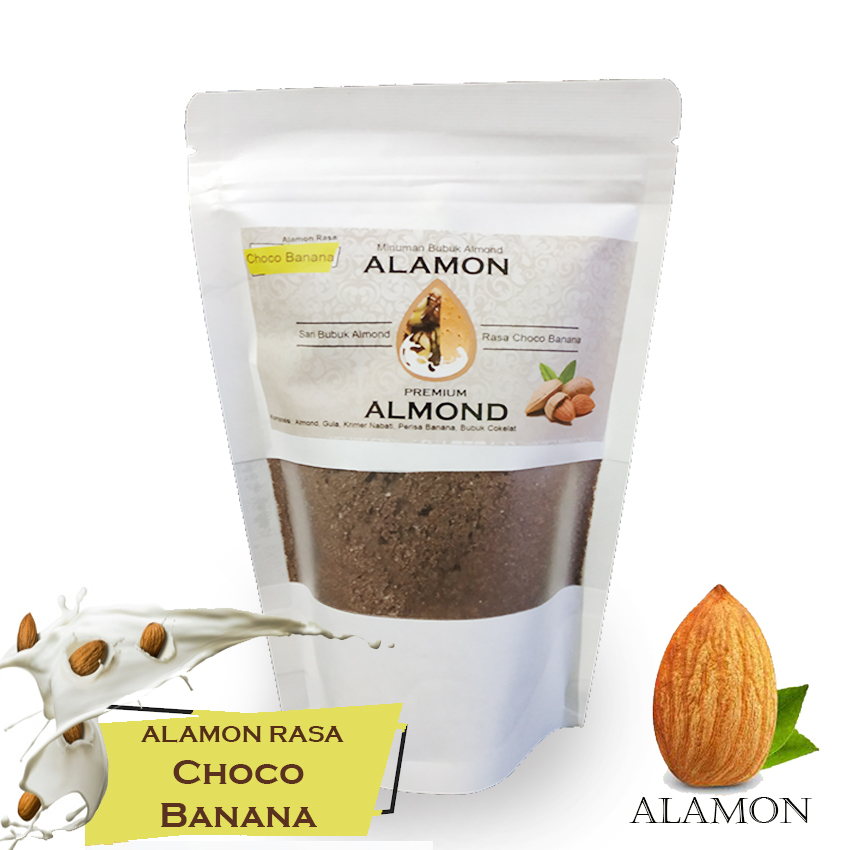 Alamon Rasa
Choco Banana
Minuman Bubuk Almond
ALAMON
Sari Bubuk Almond
Rasa Choco Banana
PREMIUM
ALMOND
: Almond, Gula, Krimer Nabati, Perisa Banana, Bubuk Cokelat
ALAMON RASA
CHOCO
BANANA
ALAMON